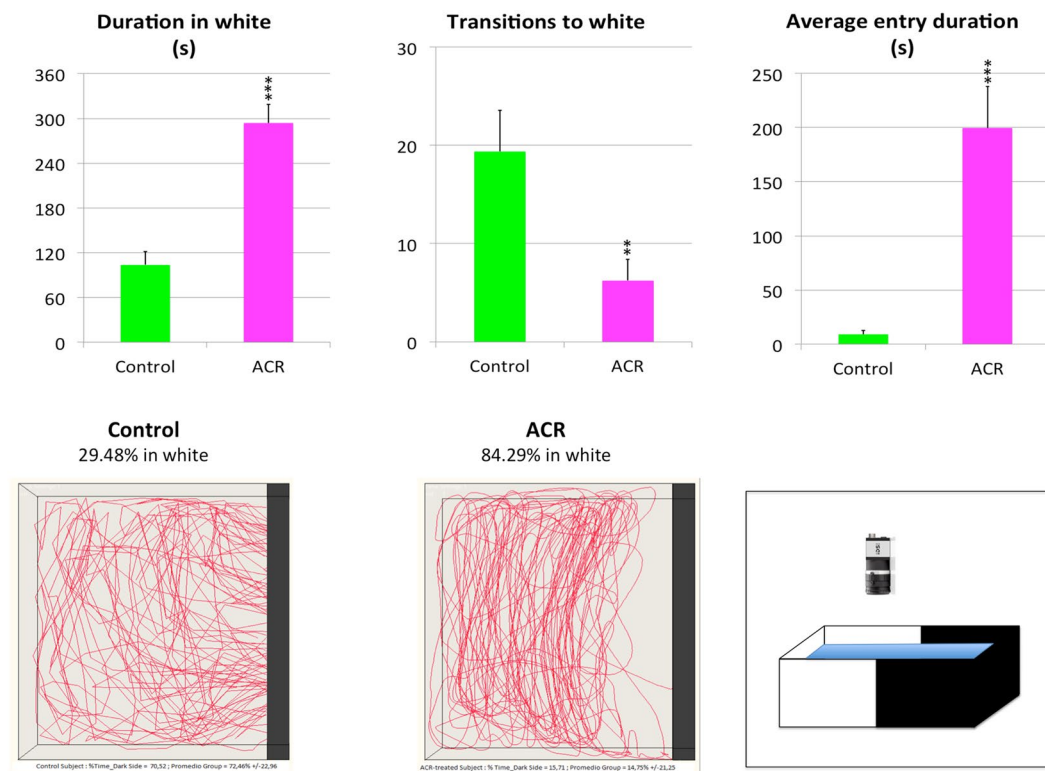 Duration in white
(s)
360
300
240
180
120
60
0
***
Control
ACR
Transitions to white
30
20
10
0
**
Control
ACR
Average entry duration
(s)
250
200
150
100
50
0
***
Control
ACR
Control
29.48% in white
Control Subject : %Time_Dark Side = 70,52 ; Promedio Group = 72,46% +/-22,96
ACR
84.29% in white
ACR-treated Subject : % Time_Dark Side = 15,71 ; Promedio Group = 14,75% +/-21,25